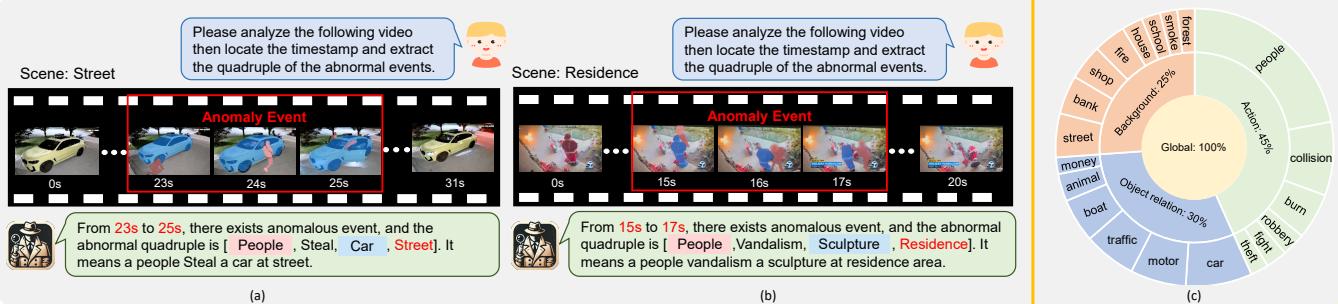 Please analyze the following video
then locate the timestamp and extract
the quadruple of the abnormal events.
Scene: Street
Anomaly Event
0s
23s
24s
25s
31s
From 23s to 25s, there exists anomalous event, and the
abnormal quadruple is [ People , Steal, Car , Street]. It
means a people Steal a car at street.
(a)
Please analyze the following video
then locate the timestamp and extract
the quadruple of the abnormal events.
Scene: Residence
Anomaly Event
0s
15s
16s
17s
20s
From 15s to 17s, there exists anomalous event, and the abnormal
quadruple is [ People ,Vandalism, Sculpture , Residence]. It
means a people vandalism a sculpture at residence area.
(b)
Global: 100%
Action: 45%
people
collision
burn
robbery
fight
theft
Object relation: 30%
car
motor
traffic
boat
animal
money
Background: 25%
street
bank
shop
fire
house
school
smoke
forest
(c)